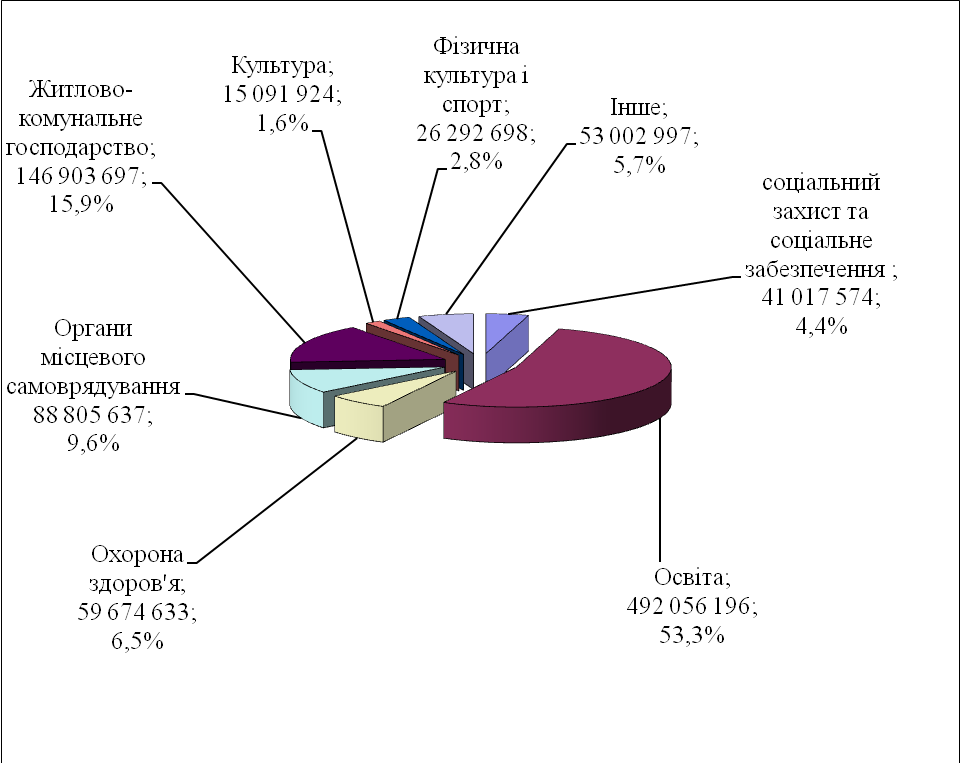 Житлово-
комунальне
господарство;
146 903 697;
15,9%
Культура;
15 091 924;
1,6%
Фізична
культура і
спорт;
26 292 698;
2,8%
Інше;
53 002 997;
5,7%
соціальний
захист та
соціальне
забезпечення ;
41 017 574;
4,4%
Органи
місцевого
самоврядування
88 805 637;
9,6%
Охорона
здоров'я;
59 674 633;
6,5%
Освіта;
492 056 196;
53,3%